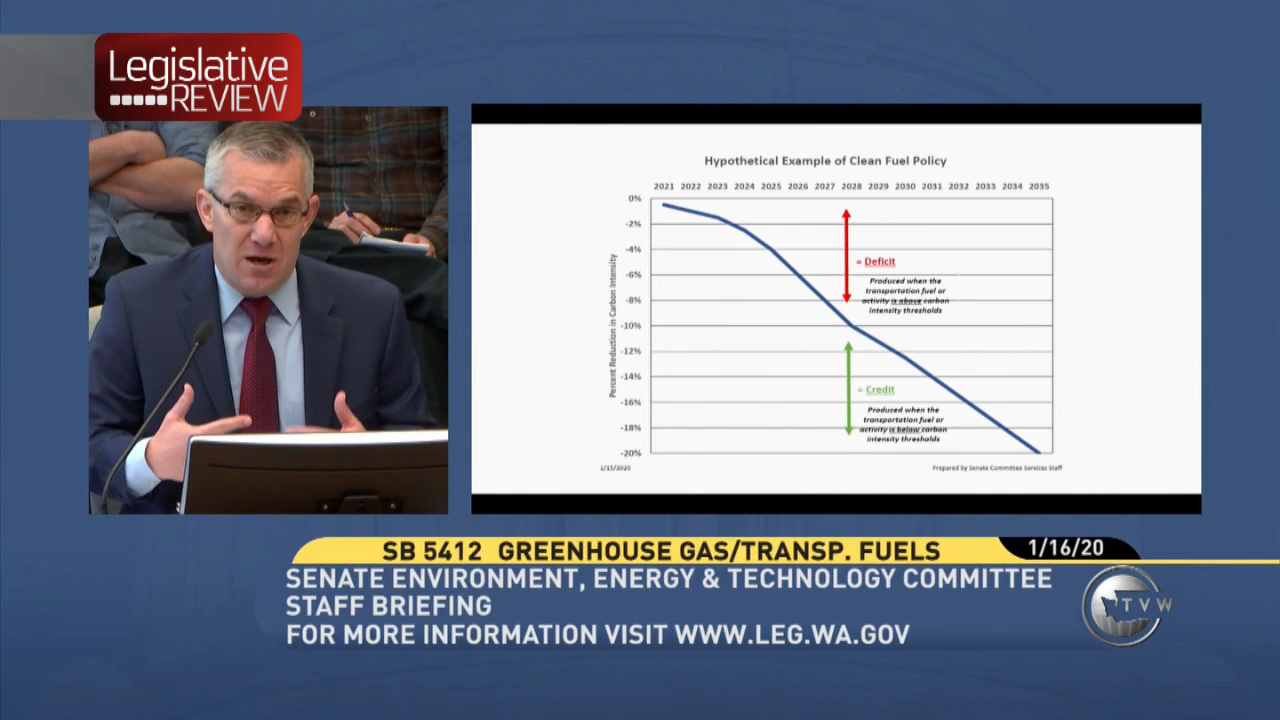 Legislative
REVIEW
Hypothetical Example of Clean Fuel Policy
2021 2022 2023 2024 2025 2026 2027 2028 2029 2030 2031 2032 2033 2034 2035
Percent Reduction in Carbon Intensity
0%
-2%
-4%
-6%
-8%
-10%
-12%
-14%
-16%
-18%
-20%
= Deficit
Produced when the
transportation fuel or
activity is above carbon
intensity thresholds
= Credit
Produced when the
transportation fuel or
activity is below carbon
intensity thresholds
1/15/2020
Prepared by Senate Committee Services Staff
SB 5412 GREENHOUSE GAS/TRANSP. FUELS
1/16/20
SENATE ENVIRONMENT, ENERGY & TECHNOLOGY COMMITTEE
STAFF BRIEFING
FOR MORE INFORMATION VISIT WWW.LEG.WA.GOV
TVW